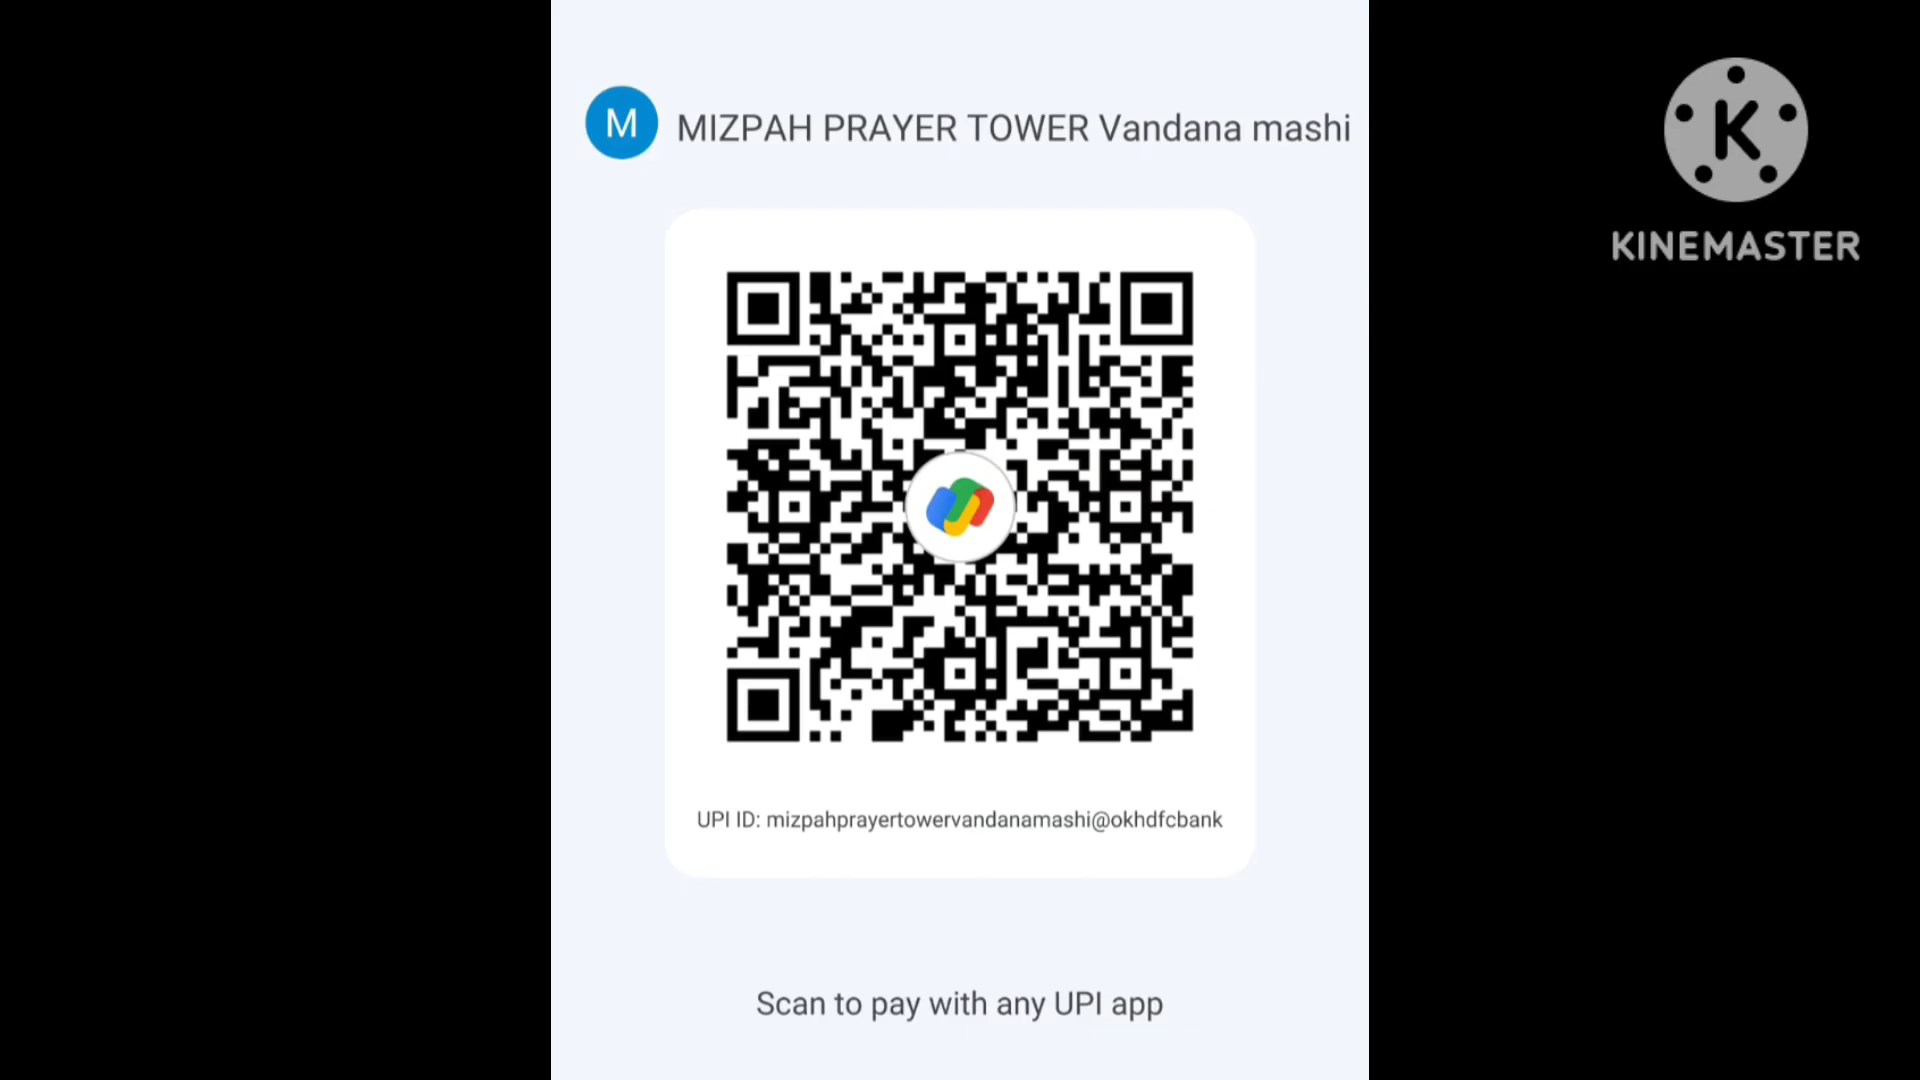 M MIZPAH PRAYER TOWER Vandana mashi
K
KINEMASTER
UPI ID: mizpahprayertowervandanamashi@okhdfcbank
Scan to pay with any UPI app